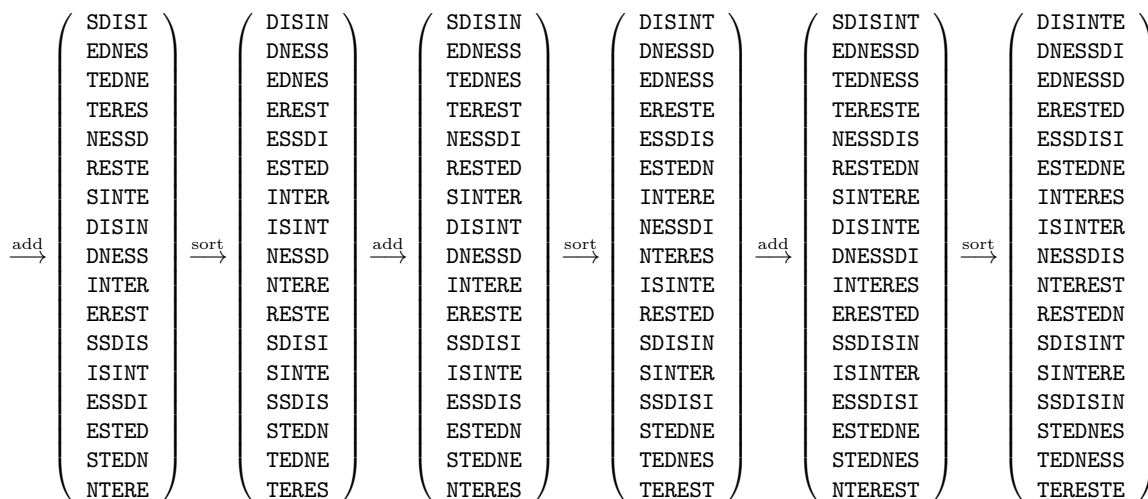 SDISI DISIN SDISIN DISINT SDISINT DISINTE
EDNES DNESS EDNESS DNESSD EDNESSD DNESSDI
TEDNE EDNES TEDNES EDNESS TEDNESS EDNESSD
TERES EREST TEREST ERESTE TERESTE ERESTED
NESSD ESSDI NESSDI ESSDIS NESSDIS ESSDISI
RESTE ESTED RESTED ESTEDN RESTEDN ESTEDNE
SINTE INTER SINTER INTERE SINTERE INTERES
DISIN ISINT DISINT NESSDI DISINTE ISINTER
add DNESS sort NESSD add DNESSD sort NTERES add DNESSDI sort NESSDIS
INTER NTERE INTERE ISINTE INTERES NTEREST
EREST RESTE ERESTE RESTED ERESTED RESTEDN
SSDIS SDISI SSDISI SDISIN SSDISIN SDISINT
ISINT SINTE ISINTE SINTER ISINTER SINTERE
ESSDI SSDIS ESSDIS SSDISI ESSDISI SSDISIN
ESTED STEDN ESTEDN STEDNE ESTEDNE STEDNES
STEDN TEDNE STEDNE TEDNES STEDNES TEDNESS
NTERE TERES NTERES TEREST NTEREST TERESTE